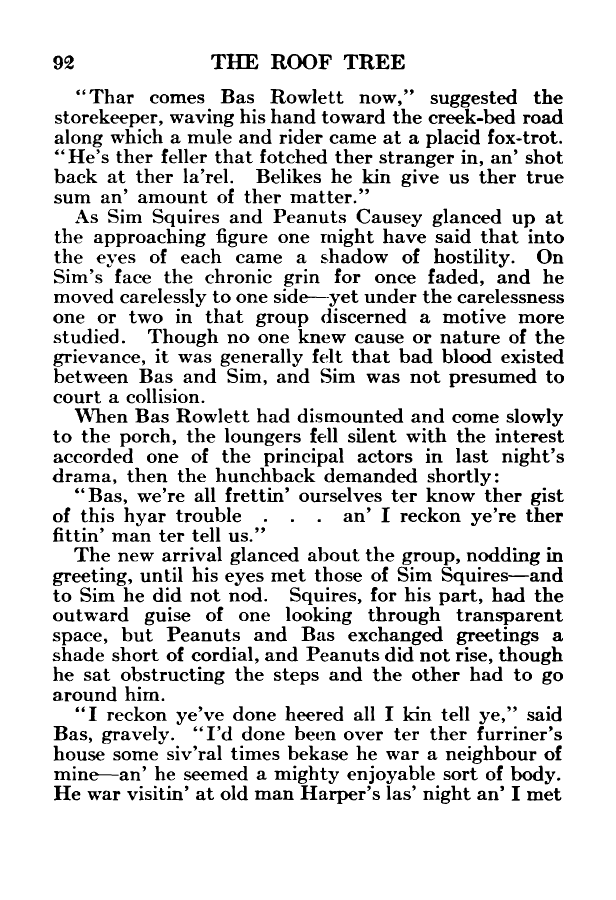 92 THE ROOF TREE
“Thar comes Bas Rowlett now,” suggested the
storekeeper, waving his hand toward the creek-bed road
along which a mule and rider came at a placid fox-trot.
“He’s ther feller that fotched ther stranger in, an’ shot
back at ther la’rel. Belikes he kin give us ther true
sum an’ amount of ther matter.”
As Sim Squires and Peanuts Causey glanced up at
the approaching figure one might have said that into
the eyes of each came a shadow of hostility. On
Sim’s face the chronic grin for once faded, and he
moved carelessly to one side—yet under the carelessness
one or two in that group discerned a motive more
studied. Though no one knew cause or nature of the
grievance, it was generally felt that bad blood existed
between Bas and Sim, and Sim was not presumed to
court a collision.
When Bas Rowlett had dismounted and come slowly
to the porch, the loungers fell silent with the interest
accorded one of the principal actors in last night’s
drama, then the hunchback demanded shortly:
“Bas, we’re all frettin’ ourselves ter know ther gist
of this hyar trouble . . . an’ I reckon ye’re ther
fittin’ man ter tell us.”
The new arrival glanced about the group, nodding in
greeting, until his eyes met those of Sim Squires—and
to Sim he did not nod. Squires, for his part, had the
outward guise of one looking through transparent
space, but Peanuts and Bas exchanged greetings a
shade short of cordial, and Peanuts did not rise, though
he sat obstructing the steps and the other had to go
around him.
“I reckon ye’ve done heered all I kin tell ye,” said
Bas, gravely. “I’d done been over ter ther furriner’s
house some siv’ral times bekase he war a neighbour of
mine—an’ he seemed a mighty enjoyable sort of body.
He war visitin’ at old man Harper’s las’ night an’ I met